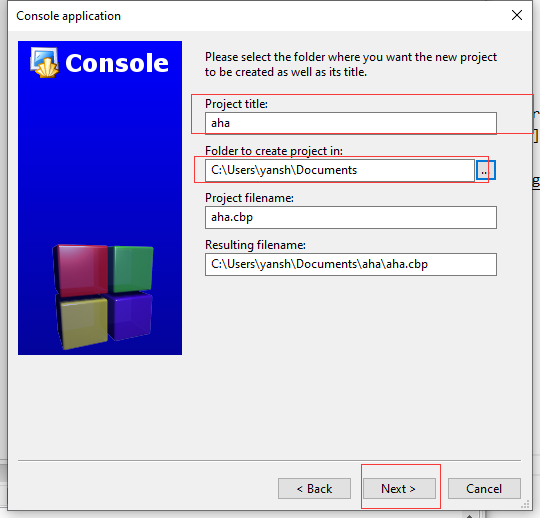 Console application
Console
Please select the folder where you want the new project
to be created as well as its title.
Project title:
aha
Folder to create project in:
C:\Users\yansh\Documents
...
Project filename:
aha.cbp
Resulting filename:
C:\Users\yansh\Documents\aha\aha.cbp
< Back
Next >
Cancel